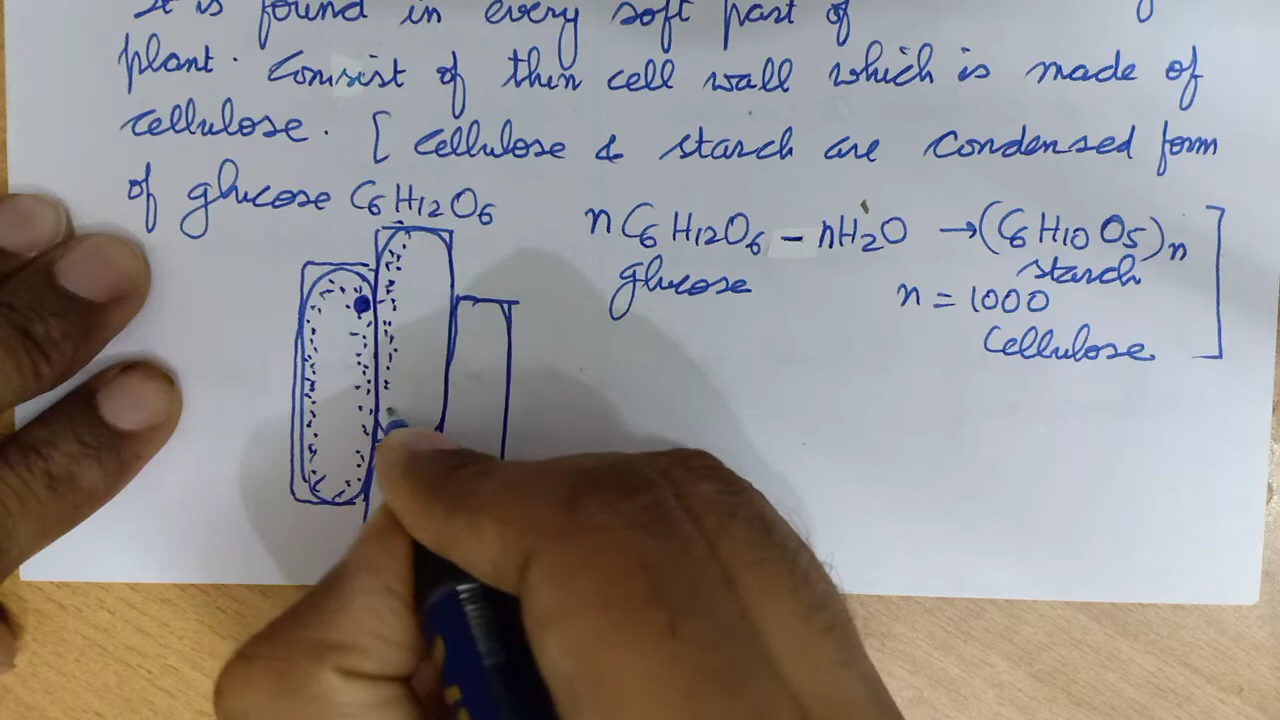 It is found in every soft part of
plant. Consist of thin cell wall which is made of
cellulose. [ cellulose & starch are condensed form
of glucose C6H12O6
nC6H12O6 - nH2O → (C6H10O5)n ]
glucose
starch
n = 1000
Cellulose